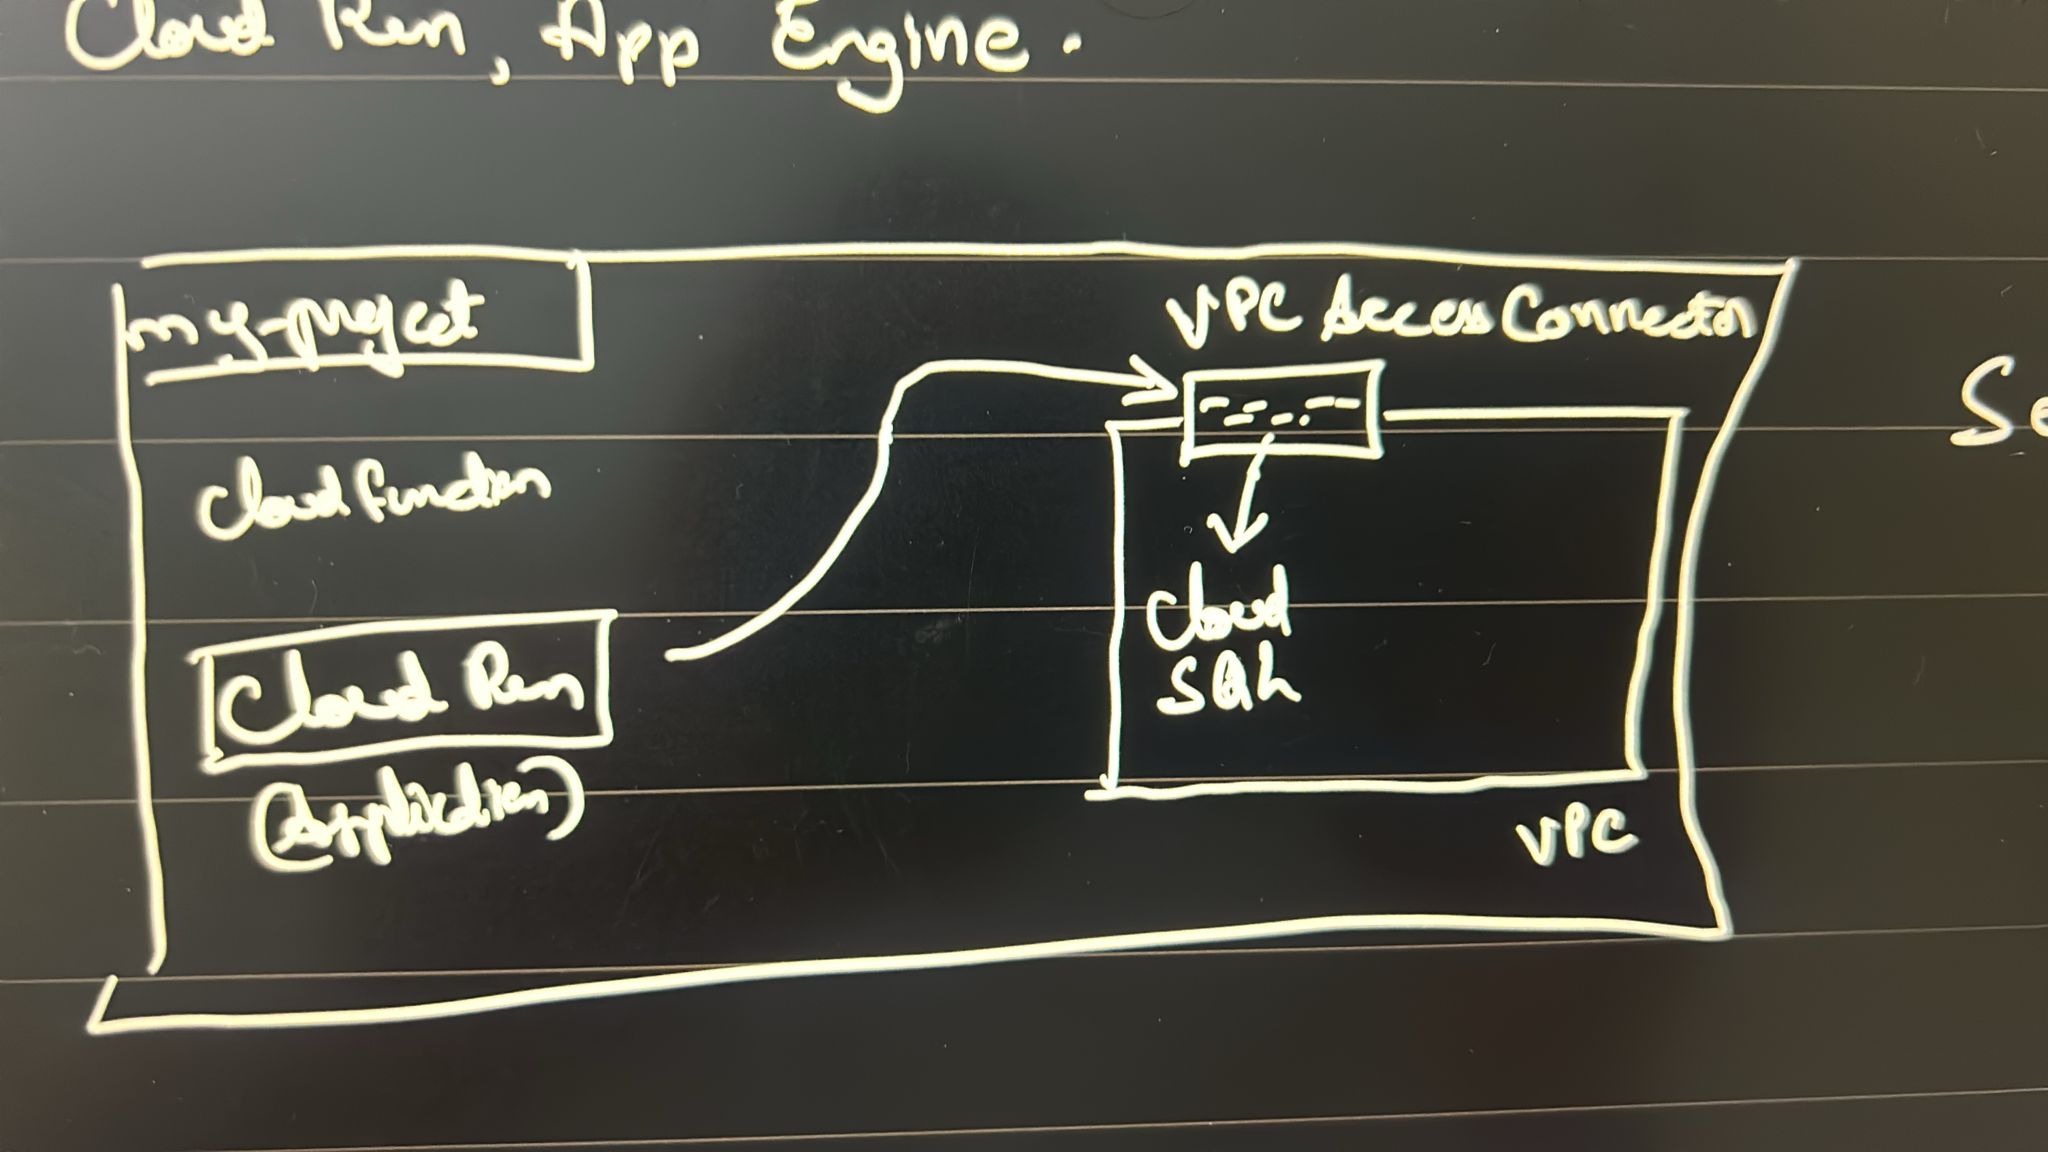 Cloud Run, App Engine.
my-project
VPC Access Connector
Cloud function
Cloud Run
(Application)
Cloud
SQL
VPC
Se